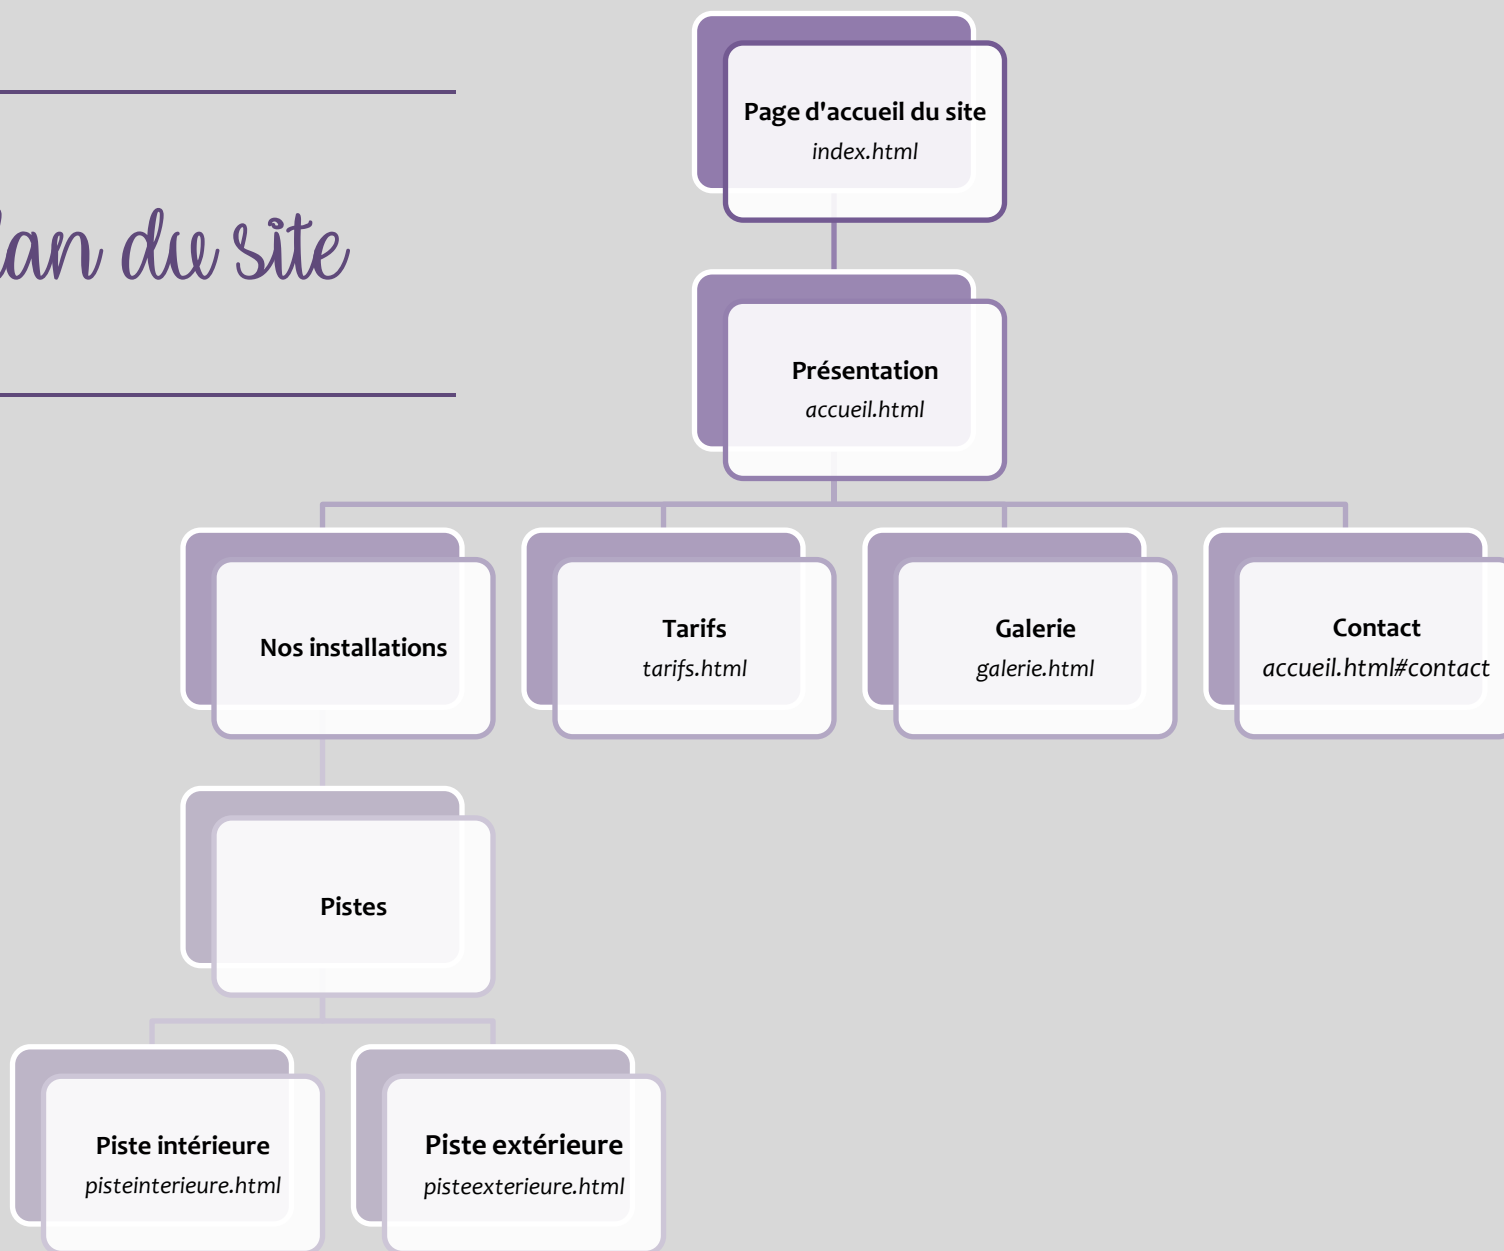 lan du site
Page d'accueil du site
index.html
Présentation
accueil.html
Nos installations
Tarifs
tarifs.html
Galerie
galerie.html
Contact
accueil.html#contact
Pistes
Piste intérieure
pisteinterieure.html
Piste extérieure
pisteexterieure.html